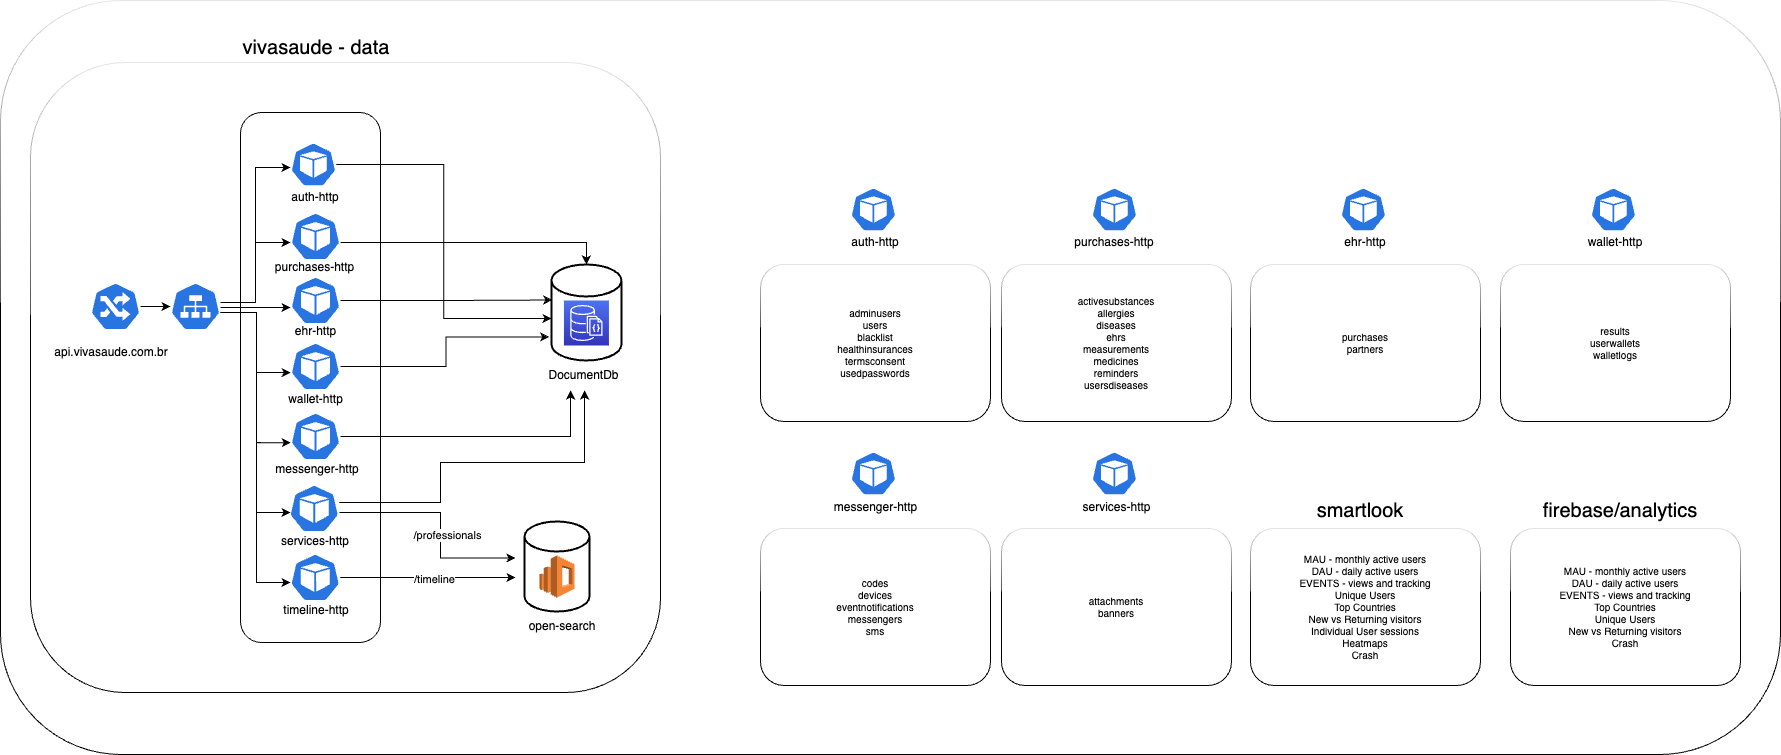 vivasaude - data
auth-http
purchases-http
ehr-http
api.vivasaude.com.br
wallet-http
messenger-http
services-http
timeline-http
DocumentDb
/professionals
/timeline
open-search
auth-http
adminusers
users
blacklist
healthinsurances
termsconsent
usedpasswords
purchases-http
activesubstances
allergies
diseases
ehrs
measurements
medicines
reminders
usersdiseases
ehr-http
purchases
partners
wallet-http
results
userwallets
walletlogs
messenger-http
codes
devices
eventnotifications
messengers
sms
services-http
attachments
banners
smartlook
MAU - monthly active users
DAU - daily active users
EVENTS - views and tracking
Unique Users
Top Countries
New vs Returning visitors
Individual User sessions
Heatmaps
Crash
firebase/analytics
MAU - monthly active users
DAU - daily active users
EVENTS - views and tracking
Top Countries
Unique Users
New vs Returning visitors
Crash